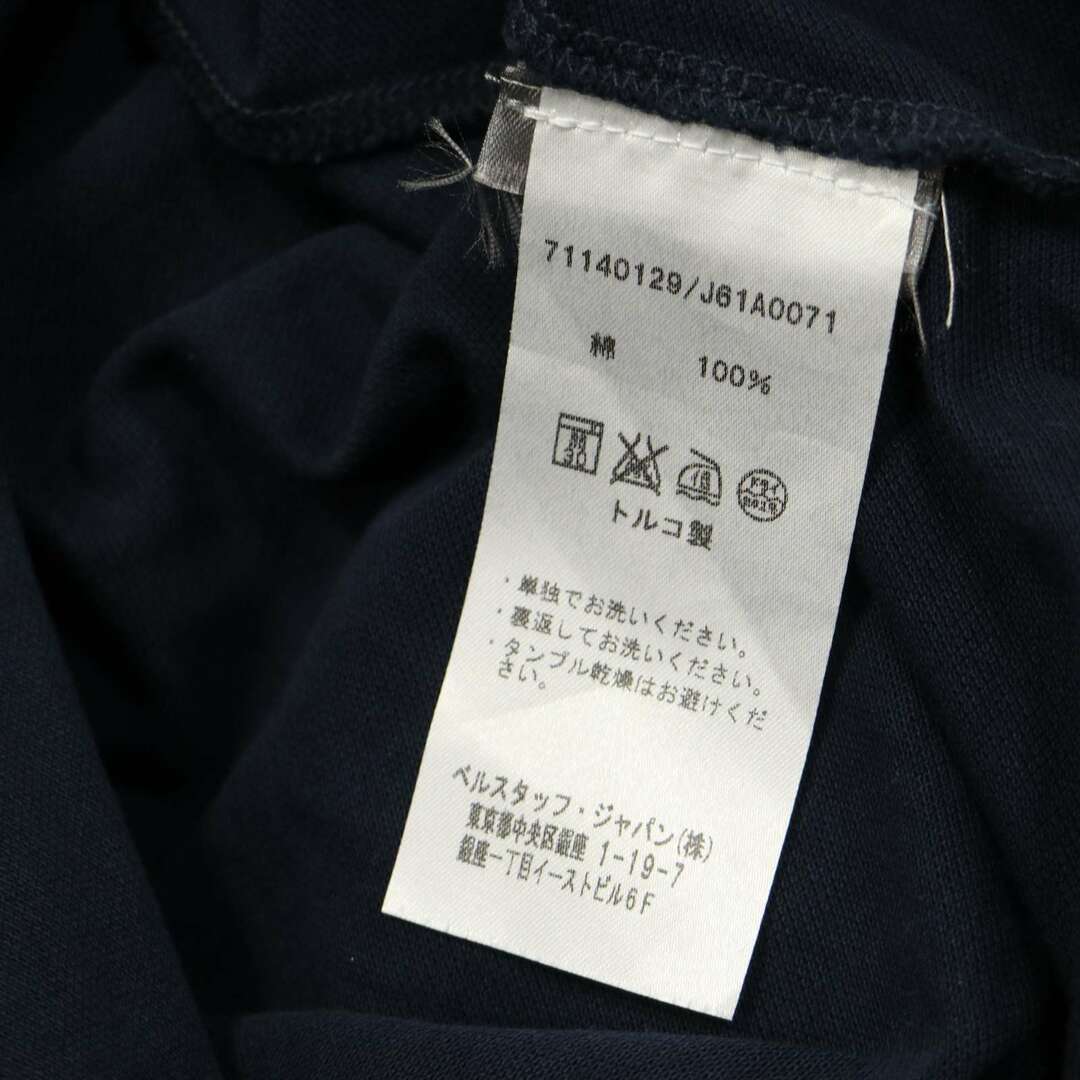 71140129/J61A0071
綿 100%
30
トルコ製
・単独でお洗いください。
・裏返してお洗いください。
・タンブル乾燥はお避けくだ
さい。
ベルスタッフ・ジャパン(株)
東京都中央区銀座 1-19-7
銀座一丁目イーストビル6F